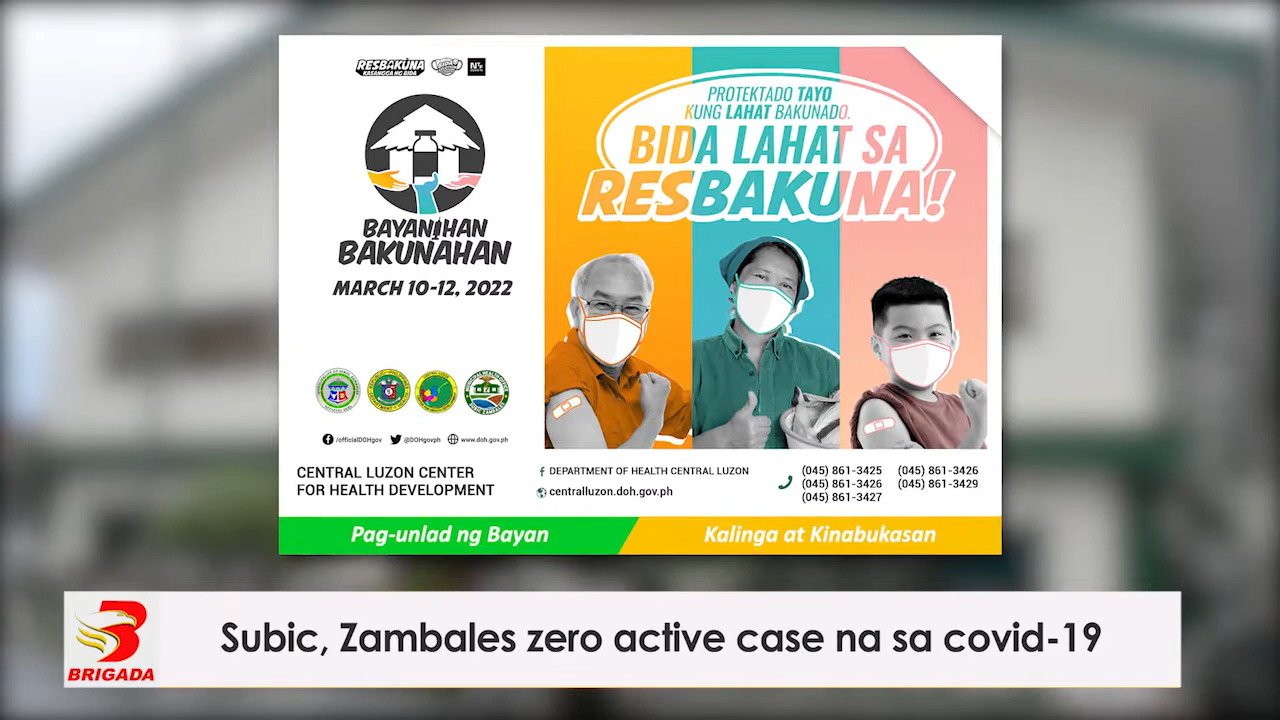 RESBAKUNA
KASANGGA NG BIDA
BIDA
BAYANIHAN
BAKUNAHAN
MARCH 10-12, 2022
/officialDOHgov
@DOHgovph
www.doh.gov.ph
CENTRAL LUZON CENTER
FOR HEALTH DEVELOPMENT
PROTEKTADO TAYO
KUNG LAHAT BAKUNADO.
BIDA LAHAT SA
RESBAKUNA!
DEPARTMENT OF HEALTH CENTRAL LUZON
centralluzon.doh.gov.ph
(045) 861-3425 (045) 861-3426
(045) 861-3426 (045) 861-3429
(045) 861-3427
Pag-unlad ng Bayan
Kalinga at Kinabukasan
BRIGADA
Subic, Zambales zero active case na sa covid-19